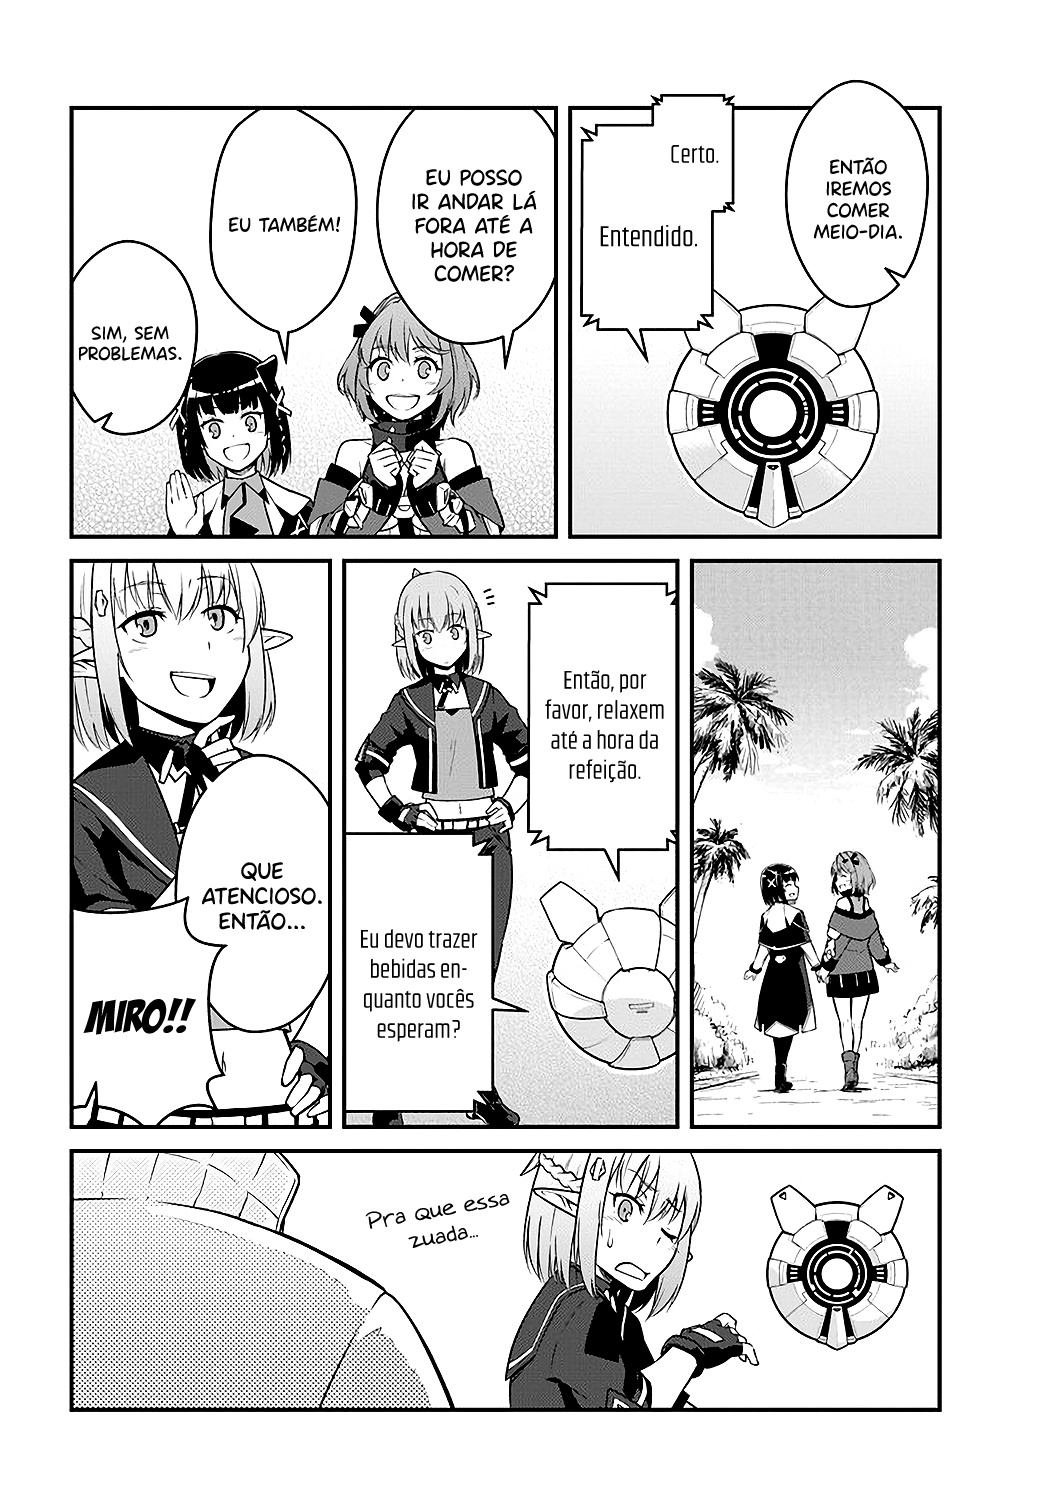 ENTÃO
IREMOS
COMER
MEIO-DIA.
Certo.
Entendido.
EU POSSO
IR ANDAR LÁ
FORA ATÉ A
HORA DE
COMER?
EU TAMBÉM!
SIM, SEM
PROBLEMAS.
Então, por
favor, relaxem
até a hora da
refeição.
Eu devo trazer
bebidas en-
quanto vocês
esperam?
QUE
ATENCIOSO.
ENTÃO...
MIRO!!
Pra que essa
zuada...